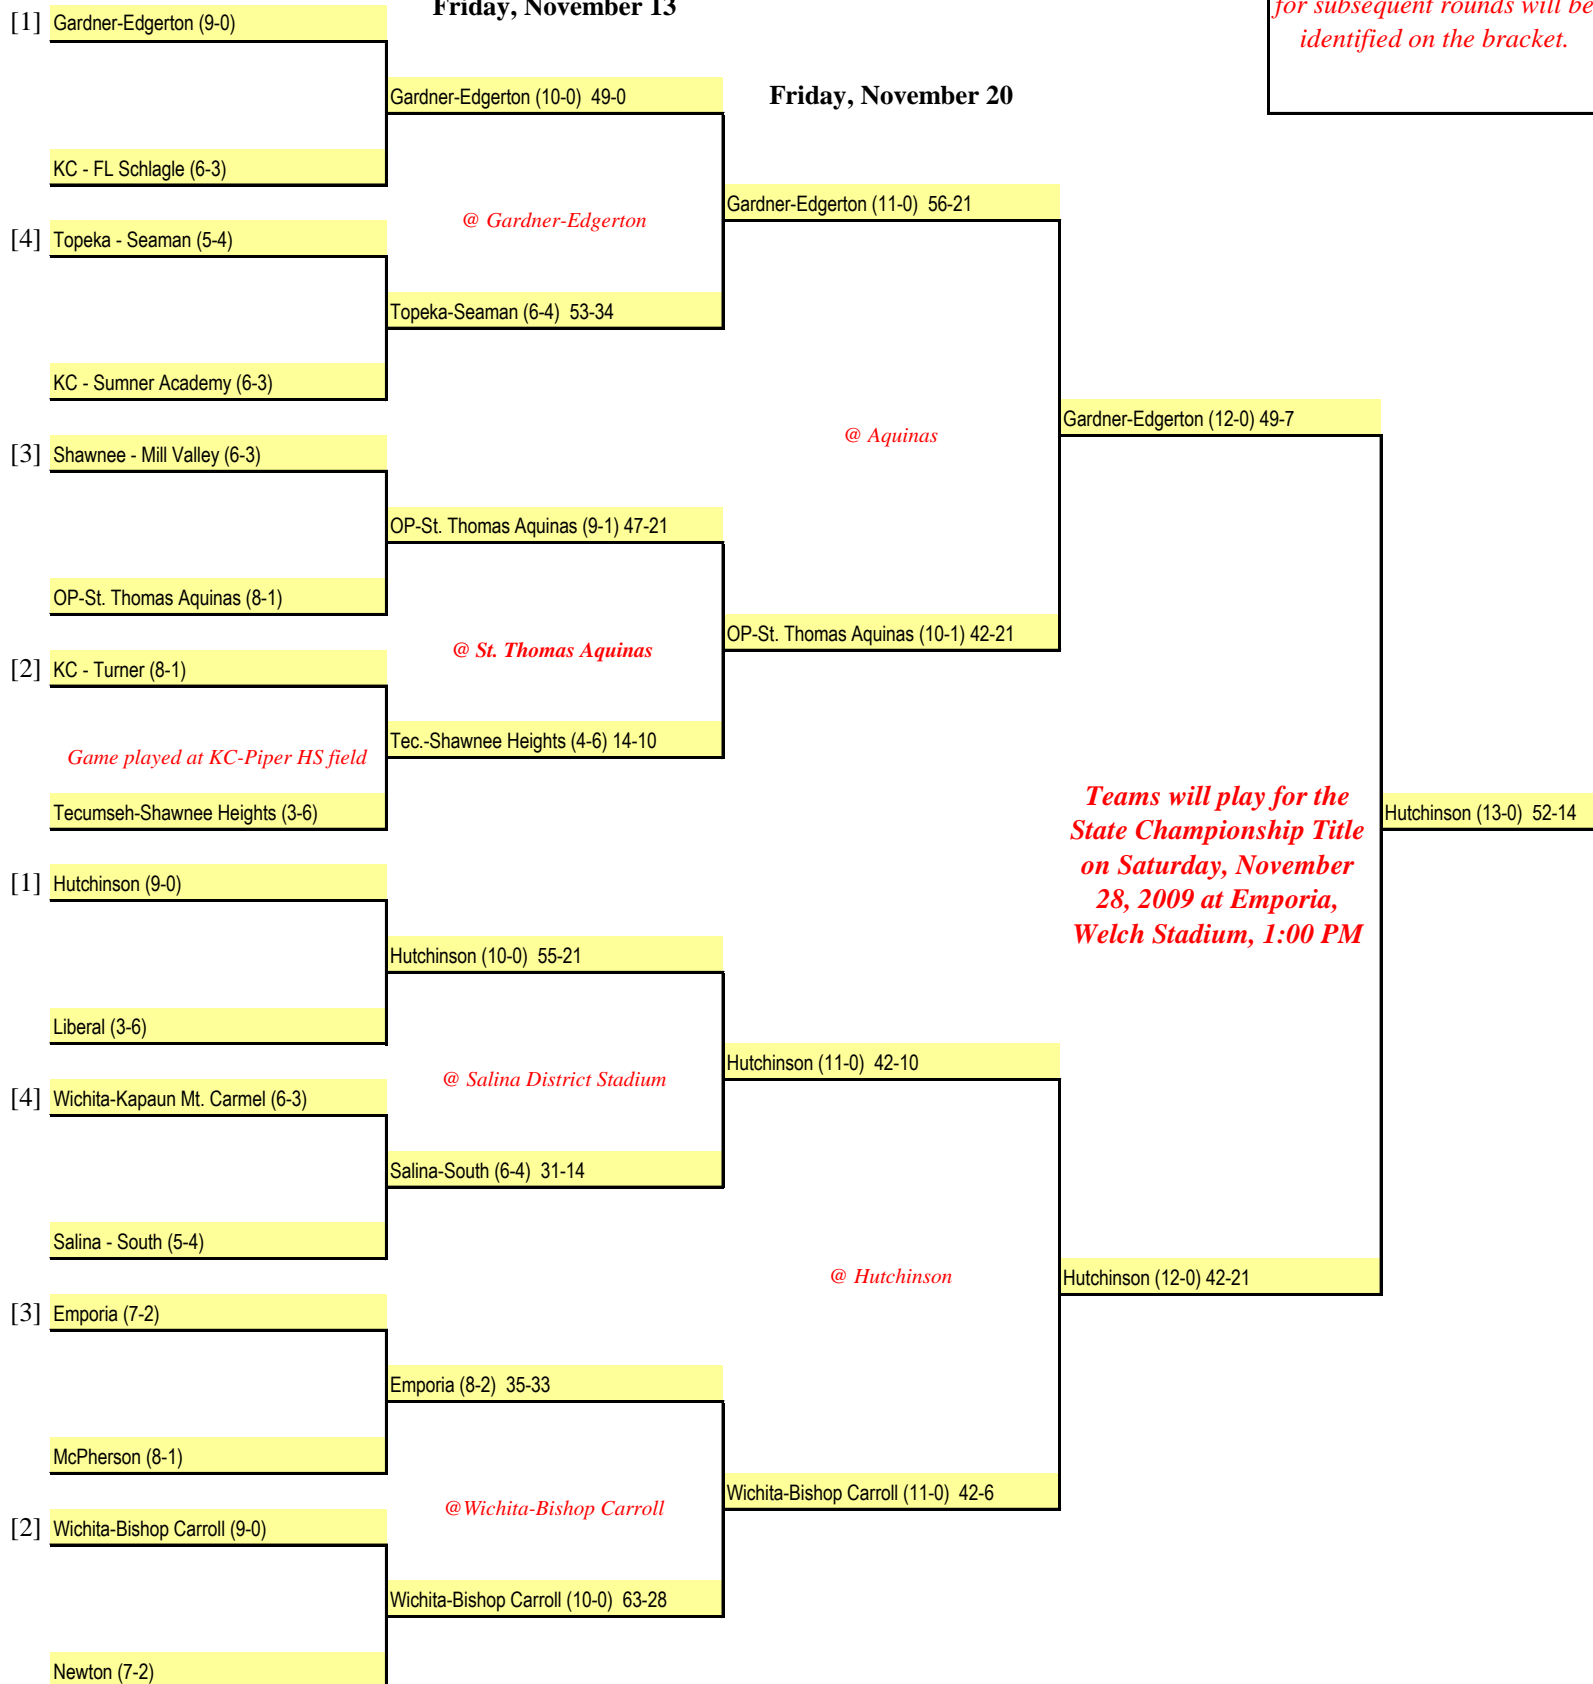 Friday, November 13
for subsequent rounds will be
identified on the bracket.
[1] Gardner-Edgerton (9-0)
Gardner-Edgerton (10-0) 49-0
Friday, November 20
KC - FL Schlagle (6-3)
Gardner-Edgerton (11-0) 56-21
@ Gardner-Edgerton
[4] Topeka - Seaman (5-4)
Topeka-Seaman (6-4) 53-34
KC - Sumner Academy (6-3)
Gardner-Edgerton (12-0) 49-7
@ Aquinas
[3] Shawnee - Mill Valley (6-3)
OP-St. Thomas Aquinas (9-1) 47-21
OP-St. Thomas Aquinas (8-1)
OP-St. Thomas Aquinas (10-1) 42-21
@ St. Thomas Aquinas
[2] KC - Turner (8-1)
Tec.-Shawnee Heights (4-6) 14-10
Game played at KC-Piper HS field
Tecumseh-Shawnee Heights (3-6)
Teams will play for the
State Championship Title
on Saturday, November
28, 2009 at Emporia,
Welch Stadium, 1:00 PM
Hutchinson (13-0) 52-14
[1] Hutchinson (9-0)
Hutchinson (10-0) 55-21
Liberal (3-6)
Hutchinson (11-0) 42-10
@ Salina District Stadium
[4] Wichita-Kapaun Mt. Carmel (6-3)
Salina-South (6-4) 31-14
Salina - South (5-4)
@ Hutchinson
Hutchinson (12-0) 42-21
[3] Emporia (7-2)
Emporia (8-2) 35-33
McPherson (8-1)
Wichita-Bishop Carroll (11-0) 42-6
@Wichita-Bishop Carroll
[2] Wichita-Bishop Carroll (9-0)
Wichita-Bishop Carroll (10-0) 63-28
Newton (7-2)